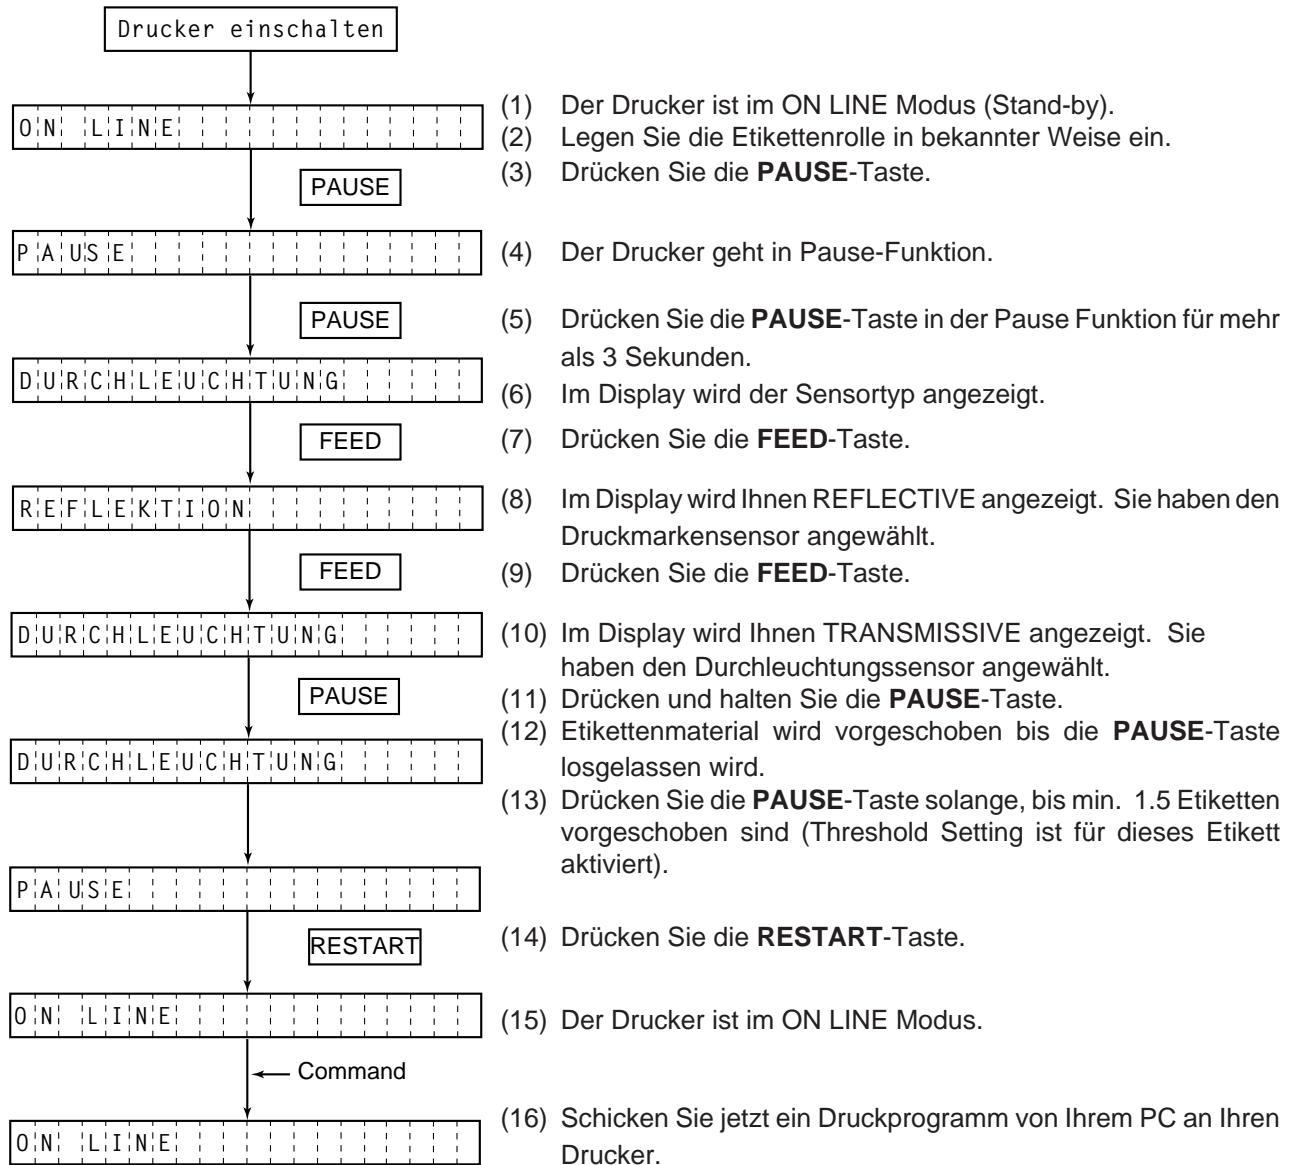 Drucker einschalten
ON LINE
(1) Der Drucker ist im ON LINE Modus (Stand-by).
(2) Legen Sie die Etikettenrolle in bekannter Weise ein.
PAUSE
(3) Drücken Sie die PAUSE-Taste.
PAUSE
(4) Der Drucker geht in Pause-Funktion.
PAUSE
(5) Drücken Sie die PAUSE-Taste in der Pause Funktion für mehr
als 3 Sekunden.
DURCHLEUCHTUNG
(6) Im Display wird der Sensortyp angezeigt.
FEED
(7) Drücken Sie die FEED-Taste.
REFLEKTION
(8) Im Display wird Ihnen REFLECTIVE angezeigt. Sie haben den
Druckmarkensensor angewählt.
FEED
(9) Drücken Sie die FEED-Taste.
DURCHLEUCHTUNG
(10) Im Display wird Ihnen TRANSMISSIVE angezeigt. Sie
haben den Durchleuchtungssensor angewählt.
PAUSE
(11) Drücken und halten Sie die PAUSE-Taste.
(12) Etikettenmaterial wird vorgeschoben bis die PAUSE-Taste
losgelassen wird.
DURCHLEUCHTUNG
(13) Drücken Sie die PAUSE-Taste solange, bis min. 1.5 Etiketten
vorgeschoben sind (Threshold Setting ist für dieses Etikett
aktiviert).
PAUSE
RESTART
(14) Drücken Sie die RESTART-Taste.
ON LINE
(15) Der Drucker ist im ON LINE Modus.
Command
ON LINE
(16) Schicken Sie jetzt ein Druckprogramm von Ihrem PC an Ihren
Drucker.